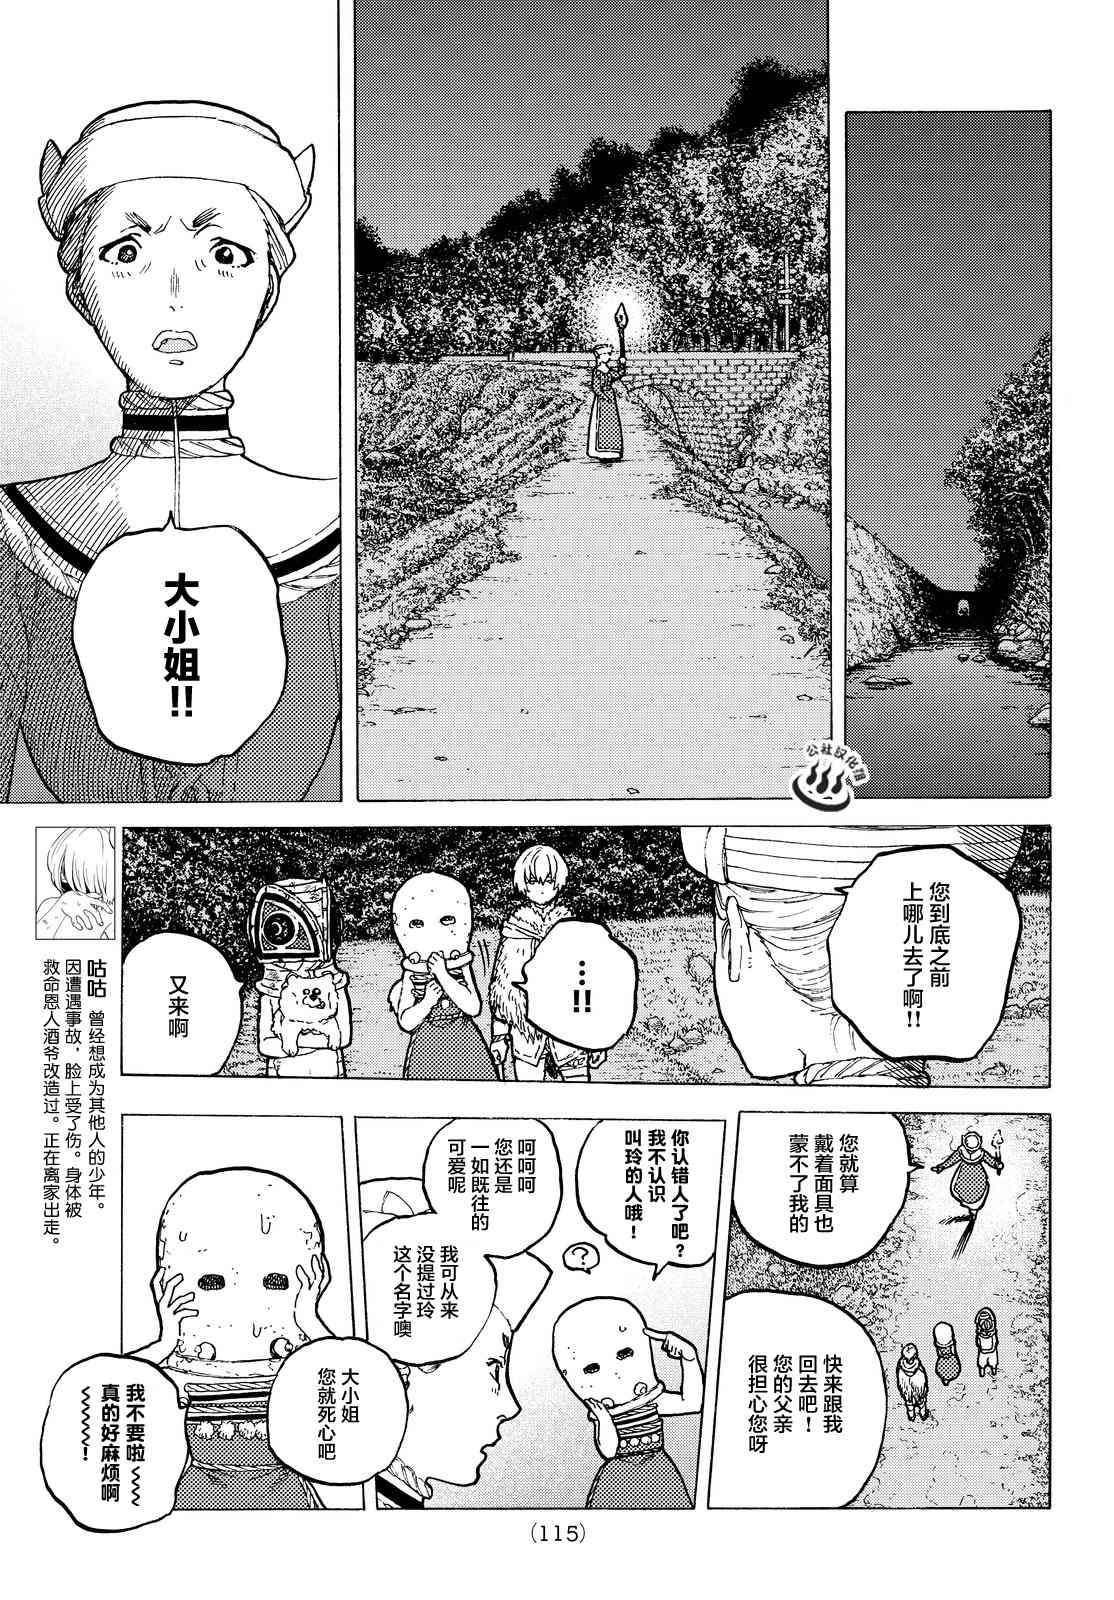 大小姐!!
公社汉化组
您到底之前
上哪儿去了啊!!
…!!
又来啊
咕咕 曾经想成为其他人的少年。
因遭遇事故，脸上受了伤。身体被
救命恩人酒爷改造过。正在离家出走。
您就算
戴着面具也
蒙不了我的
快来跟我
回去吧！
您的父亲
很担心您呀
你认错人了吧？
我不认识
叫玲的人哦！
?
呵呵呵
您还是
一如既往的
可爱呢
我可从来
没提过玲
这个名字噢
大小姐
您就死心吧
我不要啦~~~
真的好麻烦啊
~~~~~!
(115)